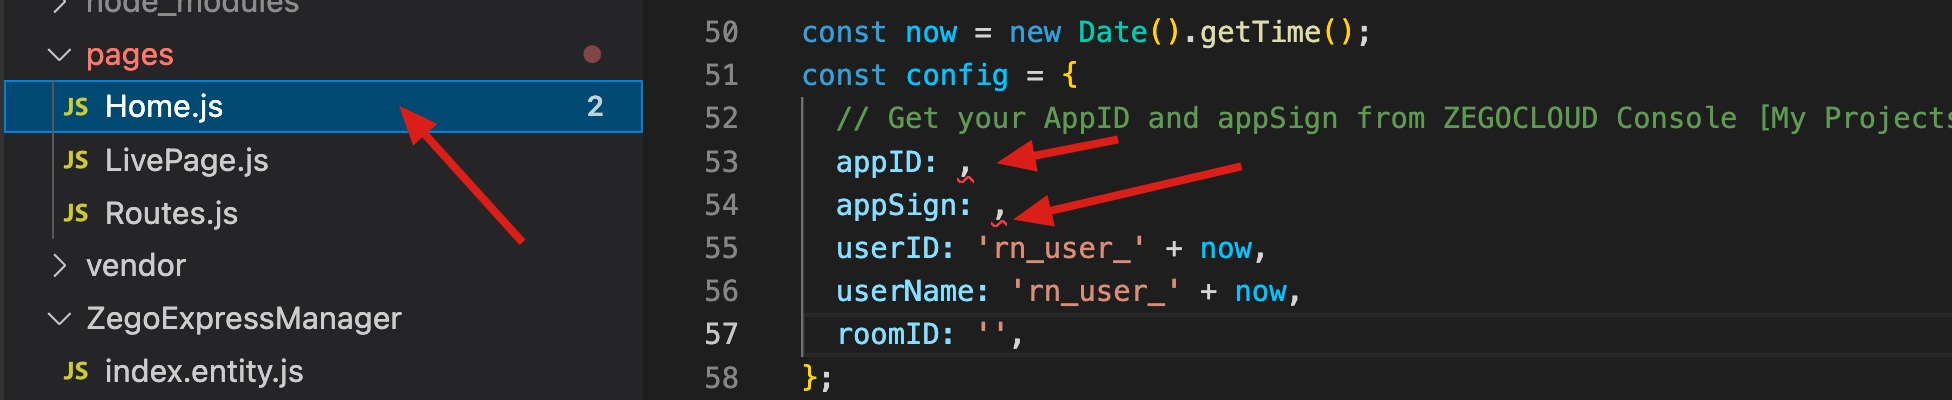 node_modules
pages
JS Home.js 2
JS LivePage.js
JS Routes.js
vendor
ZegoExpressManager
JS index.entity.js
50 const now = new Date().getTime();
51 const config = {
52 // Get your AppID and appSign from ZEGOCLOUD Console [My Projects
53 appID: ,
54 appSign: ,
55 userID: 'rn_user_' + now,
56 userName: 'rn_user_' + now,
57 roomID: '',
58 };